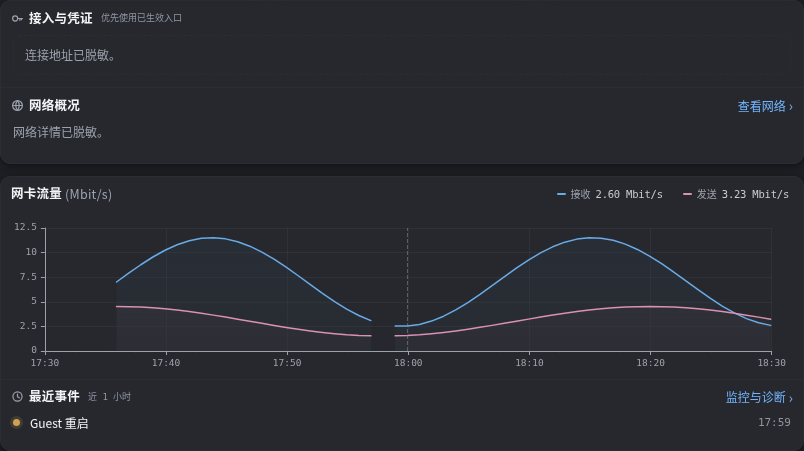 接入与凭证 优先使用已生效入口
连接地址已脱敏。
网络概况 查看网络 ›
网络详情已脱敏。
网卡流量 (Mbit/s) 接收 2.60 Mbit/s 发送 3.23 Mbit/s
12.5
10
7.5
5
2.5
0
17:30 17:40 17:50 18:00 18:10 18:20 18:30
最近事件 近 1 小时 监控与诊断 ›
Guest 重启 17:59